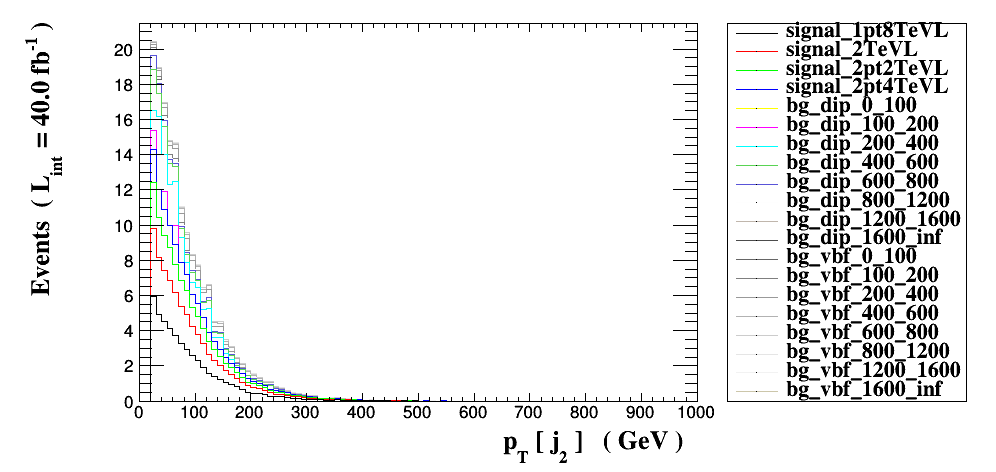 Events ( L_int = 40.0 fb⁻¹ )
20
18
16
14
12
10
8
6
4
2
0
0 100 200 300 400 500 600 700 800 900 1000
p_T [ j_2 ] ( GeV )
signal_1pt8TeVL
signal_2TeVL
signal_2pt2TeVL
signal_2pt4TeVL
bg_dip_0_100
bg_dip_100_200
bg_dip_200_400
bg_dip_400_600
bg_dip_600_800
bg_dip_800_1200
bg_dip_1200_1600
bg_dip_1600_inf
bg_vbf_0_100
bg_vbf_100_200
bg_vbf_200_400
bg_vbf_400_600
bg_vbf_600_800
bg_vbf_800_1200
bg_vbf_1200_1600
bg_vbf_1600_inf